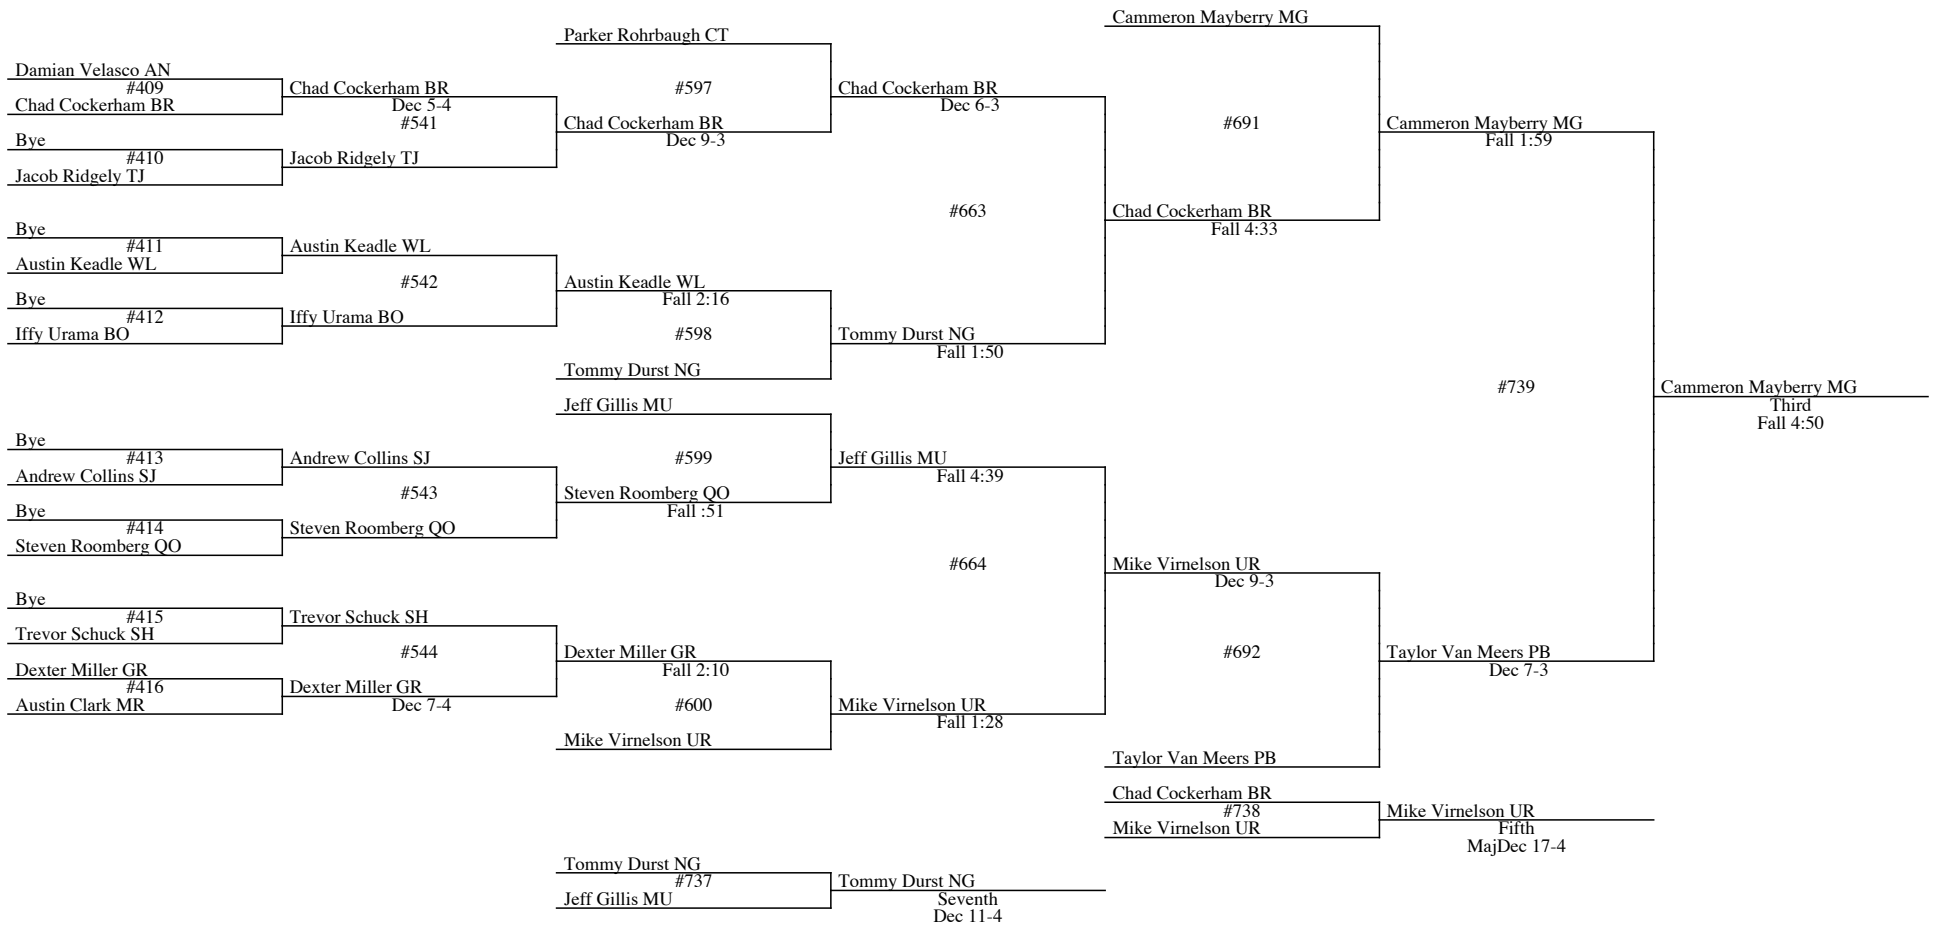 Cammeron Mayberry MG
Parker Rohrbaugh CT
Damian Velasco AN
#409
Chad Cockerham BR
#597
Chad Cockerham BR
Chad Cockerham BR
Dec 5-4
Dec 6-3
#541
Chad Cockerham BR
#691
Cammeron Mayberry MG
Bye
Dec 9-3
Fall 1:59
#410
Jacob Ridgely TJ
Jacob Ridgely TJ
#663
Chad Cockerham BR
Bye
Fall 4:33
#411
Austin Keadle WL
Austin Keadle WL
#542
Austin Keadle WL
Bye
Fall 2:16
#412
Iffy Urama BO
Iffy Urama BO
#598
Tommy Durst NG
Fall 1:50
Tommy Durst NG
#739
Cammeron Mayberry MG
Jeff Gillis MU
Third
Fall 4:50
Bye
#413
Andrew Collins SJ
#599
Jeff Gillis MU
Andrew Collins SJ
Fall 4:39
#543
Steven Roomberg QO
Bye
Fall :51
#414
Steven Roomberg QO
Steven Roomberg QO
#664
Mike Virnelson UR
Dec 9-3
Bye
#415
Trevor Schuck SH
Trevor Schuck SH
#544
Dexter Miller GR
#692
Taylor Van Meers PB
Dexter Miller GR
Fall 2:10
Dec 7-3
#416
Dexter Miller GR
Austin Clark MR
Dec 7-4
#600
Mike Virnelson UR
Fall 1:28
Mike Virnelson UR
Taylor Van Meers PB
Chad Cockerham BR
#738
Mike Virnelson UR
Mike Virnelson UR
Fifth
MajDec 17-4
Tommy Durst NG
#737
Tommy Durst NG
Jeff Gillis MU
Seventh
Dec 11-4